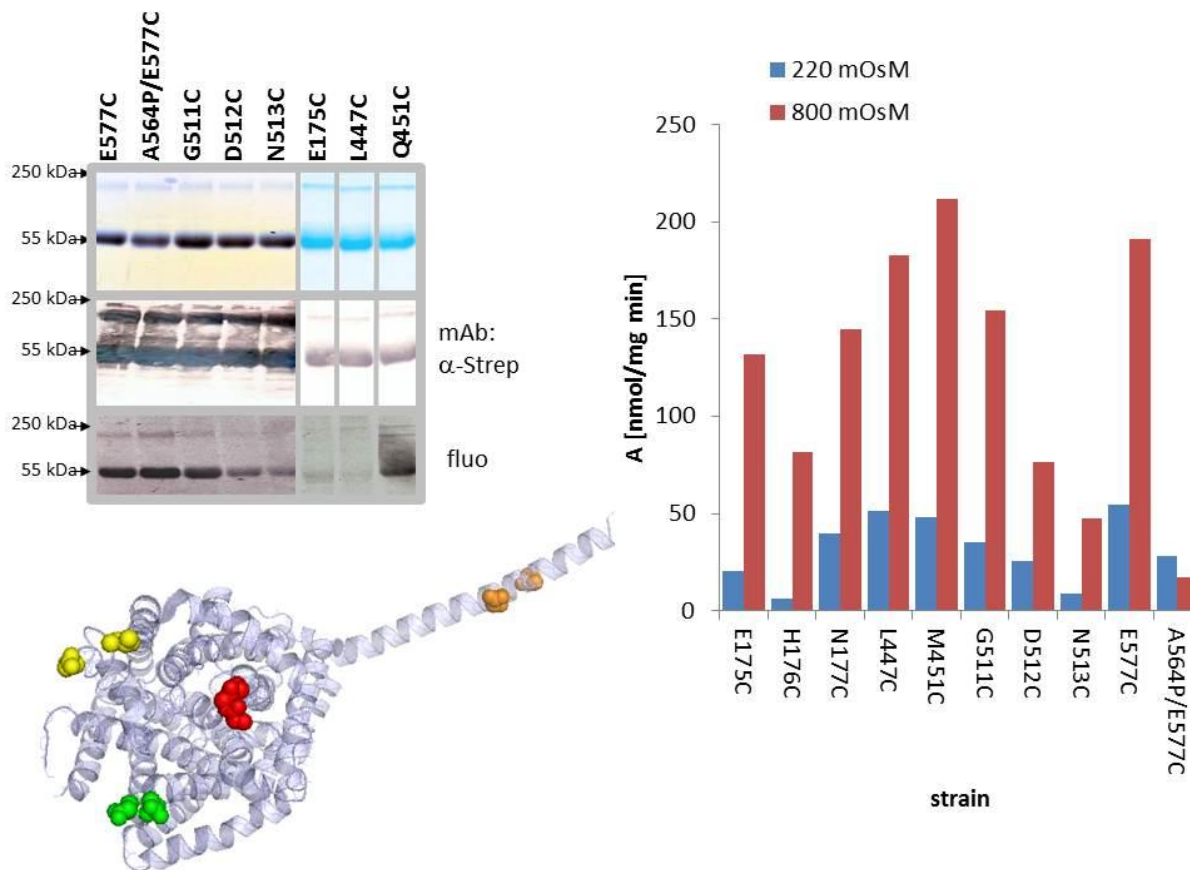 E577C
A564P/E577C
G511C
D512C
N513C
E175C
L447C
Q451C
250 kDa
55 kDa
250 kDa
55 kDa
mAb:
α-Strep
250 kDa
55 kDa
fluo
220 mOsM
800 mOsM
250
200
150
100
50
0
A [nmol/mg min]
E175C
H176C
N177C
L447C
M451C
G511C
D512C
N513C
E577C
A564P/E577C
strain